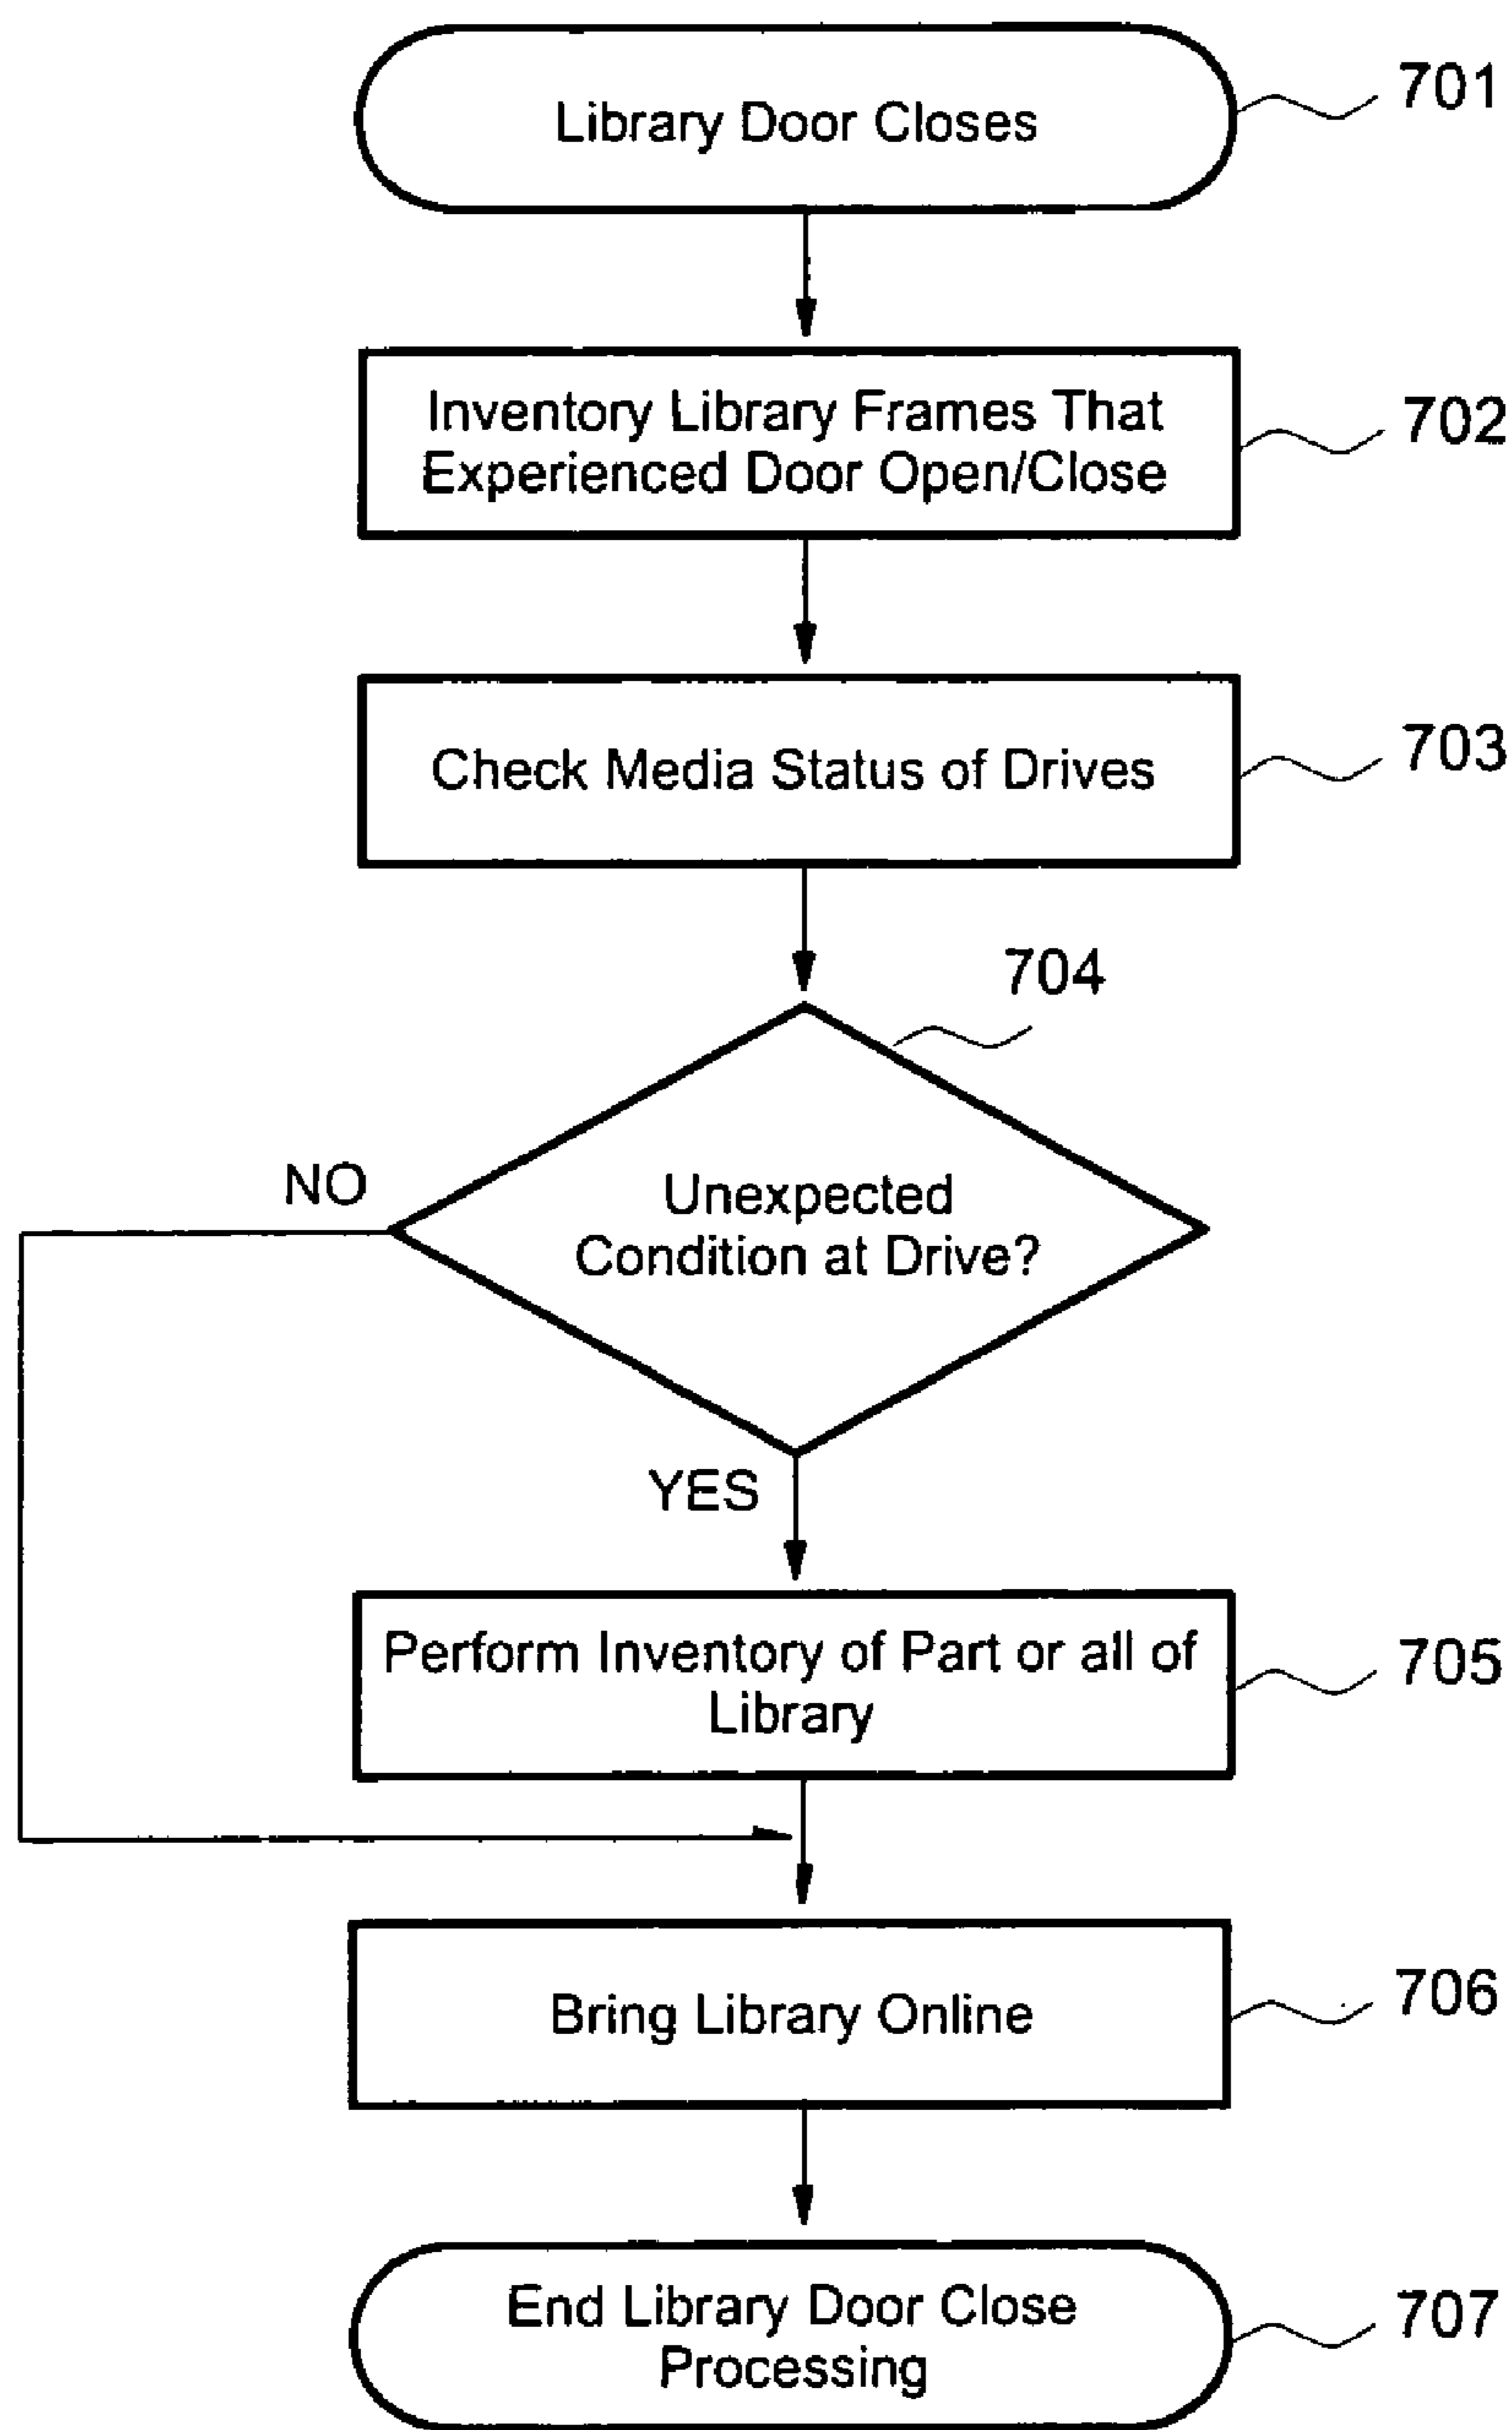 Library Door Closes
701
Inventory Library Frames That
Experienced Door Open/Close
702
Check Media Status of Drives
703
704
Unexpected
Condition at Drive?
NO
YES
Perform Inventory of Part or all of
Library
705
Bring Library Online
706
End Library Door Close
Processing
707